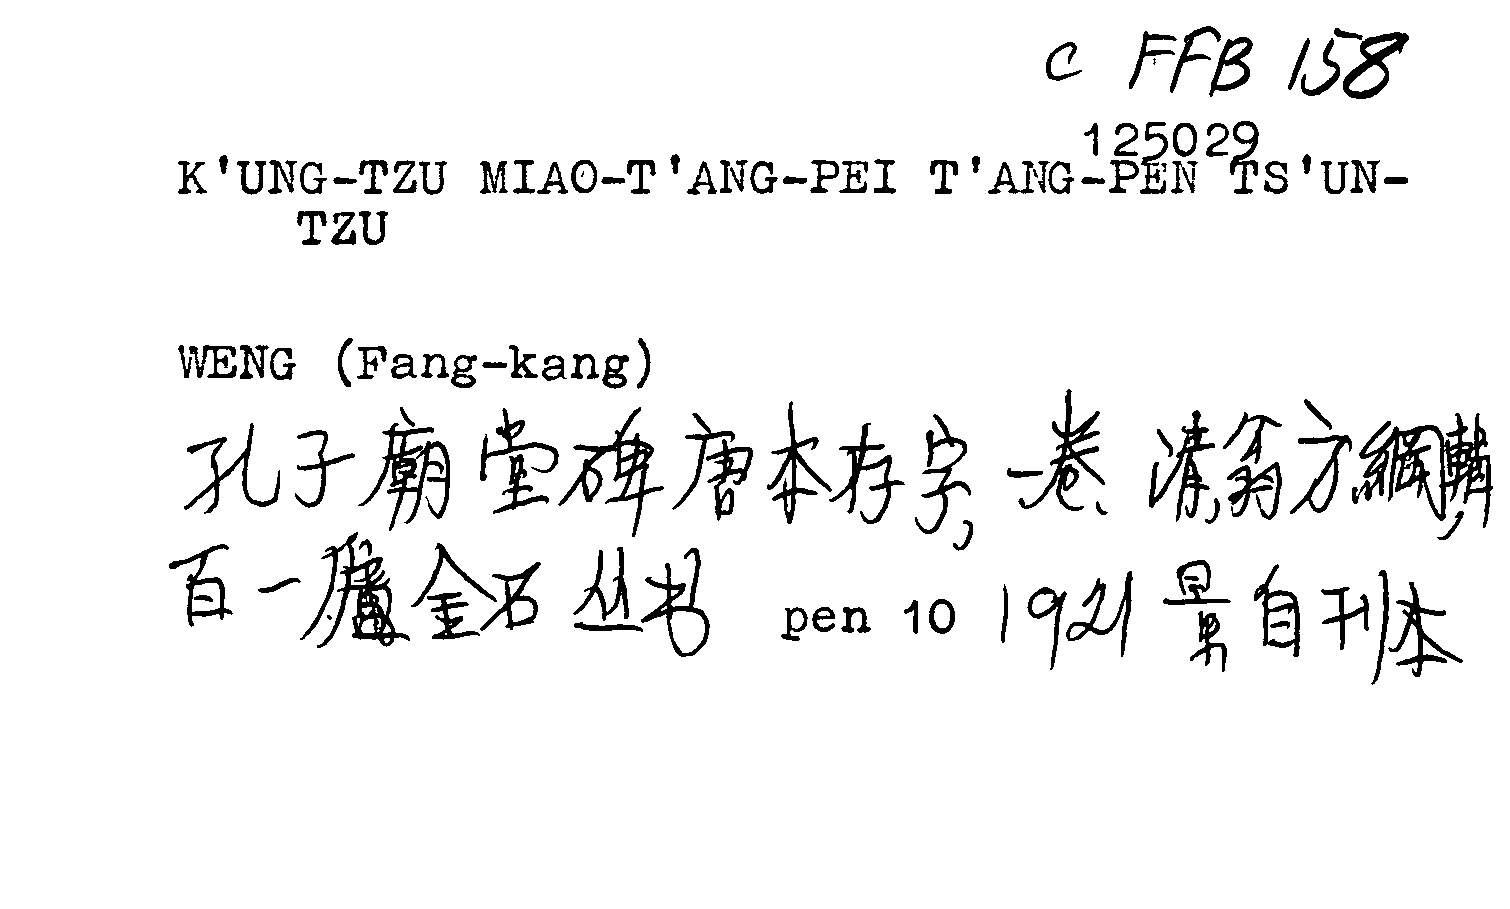 C FFB 158
125029
K'UNG-TZU MIAO-T'ANG-PEI T'ANG-PEN TS'UN-
TZU
WENG (Fang-kang)
孔子廟堂碑唐本存字,一卷、清,翁方綱輯,
百一廬金石丛书 pen 10 1921 景自刊本